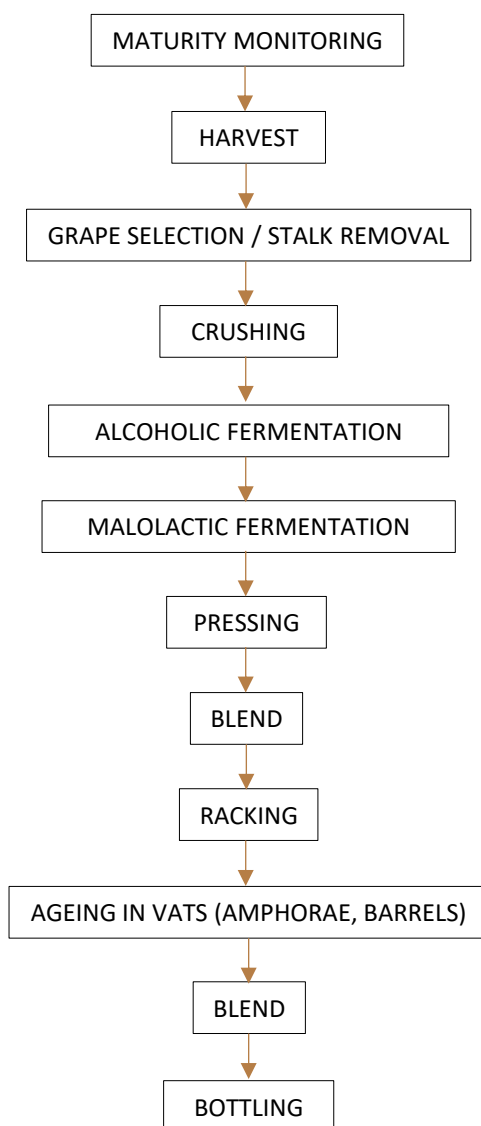 MATURITY MONITORING
HARVEST
GRAPE SELECTION / STALK REMOVAL
CRUSHING
ALCOHOLIC FERMENTATION
MALOLACTIC FERMENTATION
PRESSING
BLEND
RACKING
AGEING IN VATS (AMPHORAE, BARRELS)
BLEND
BOTTLING